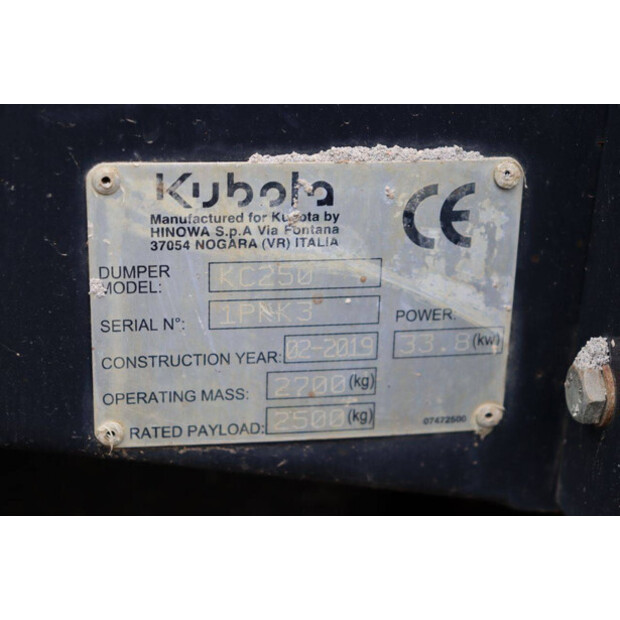 Kubota
CE
Manufactured for Kubota by
HINOWA S.p.A Via Fontana
37054 NOGARA (VR) ITALIA
DUMPER MODEL: KC250
SERIAL N°: 1PNK3
POWER: 33.8 (kw)
CONSTRUCTION YEAR: 02-2019
OPERATING MASS: 2700 (kg)
RATED PAYLOAD: 2500 (kg)
07472500